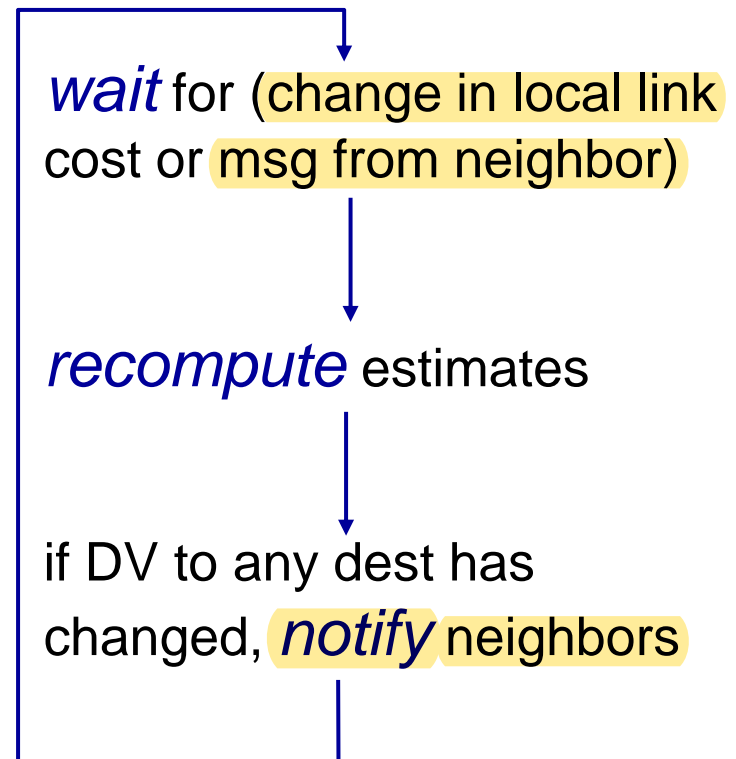 wait for (change in local link
cost or msg from neighbor)
recompute estimates
if DV to any dest has
changed, notify neighbors